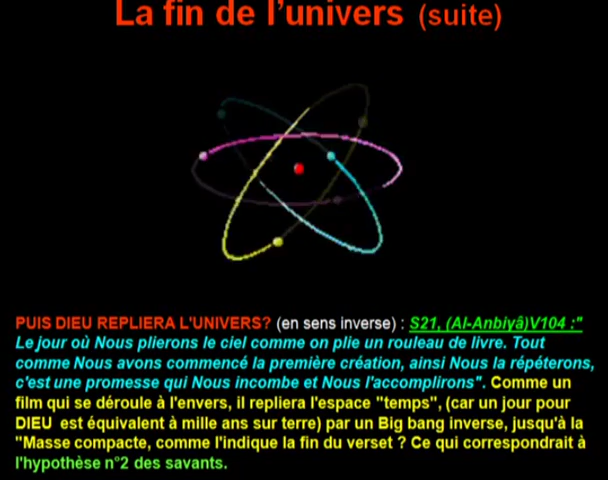 La fin de l'univers (suite)
PUIS DIEU REPLIERA L'UNIVERS? (en sens inverse) : S21, (Al-Anbiyâ)V104 :"
Le jour où Nous plierons le ciel comme on plie un rouleau de livre. Tout
comme Nous avons commencé la première création, ainsi Nous la répéterons,
c'est une promesse qui Nous incombe et Nous l'accomplirons". Comme un
film qui se déroule à l'envers, il repliera l'espace "temps", (car un jour pour
DIEU est équivalent à mille ans sur terre) par un Big bang inverse, jusqu'à la
"Masse compacte, comme l'indique la fin du verset ? Ce qui correspondrait à
l'hypothèse n°2 des savants.